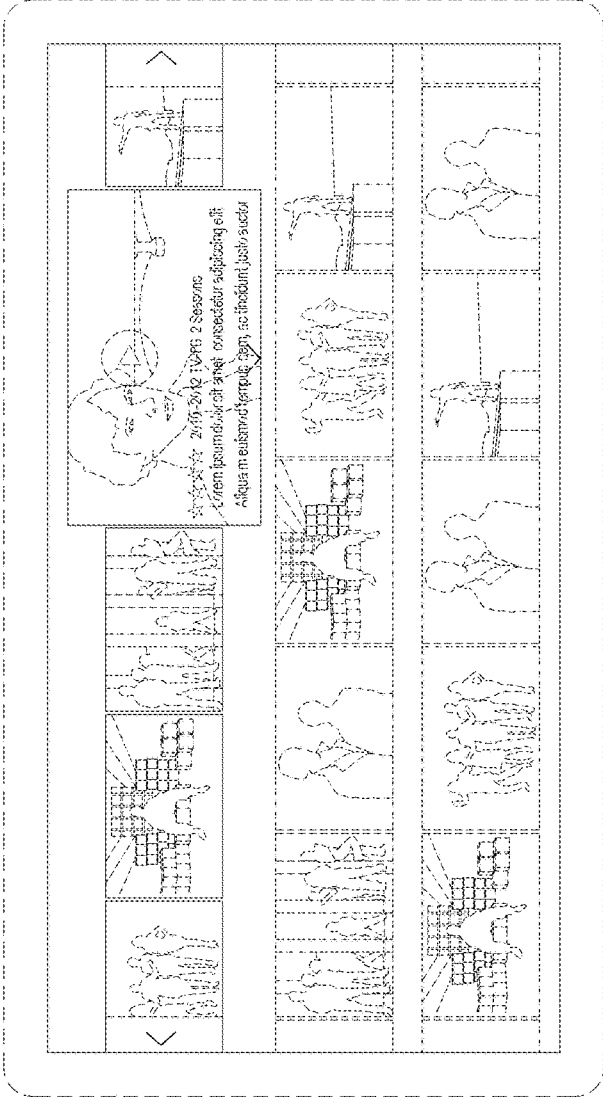 ☆☆☆☆☆ 2010-2012 TV-PG 2 Seasons
Lorem ipsum dolor sit amet, consectetur adipiscing elit
Aliquam euismod tempus sem, ac tincidunt justo auctor